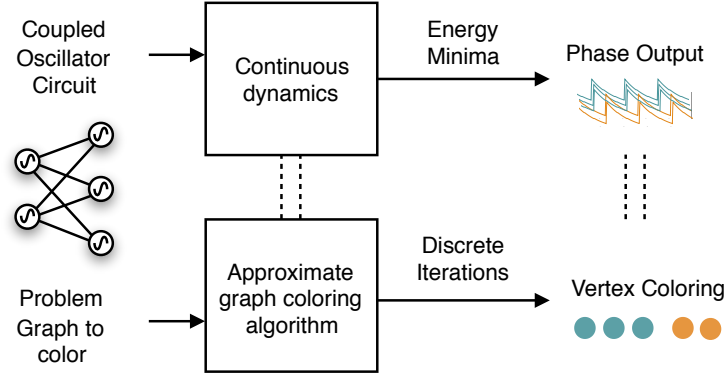 Coupled
Oscillator
Circuit
Continuous
dynamics
Energy
Minima
Phase Output
Problem
Graph to
color
Approximate
graph coloring
algorithm
Discrete
Iterations
Vertex Coloring